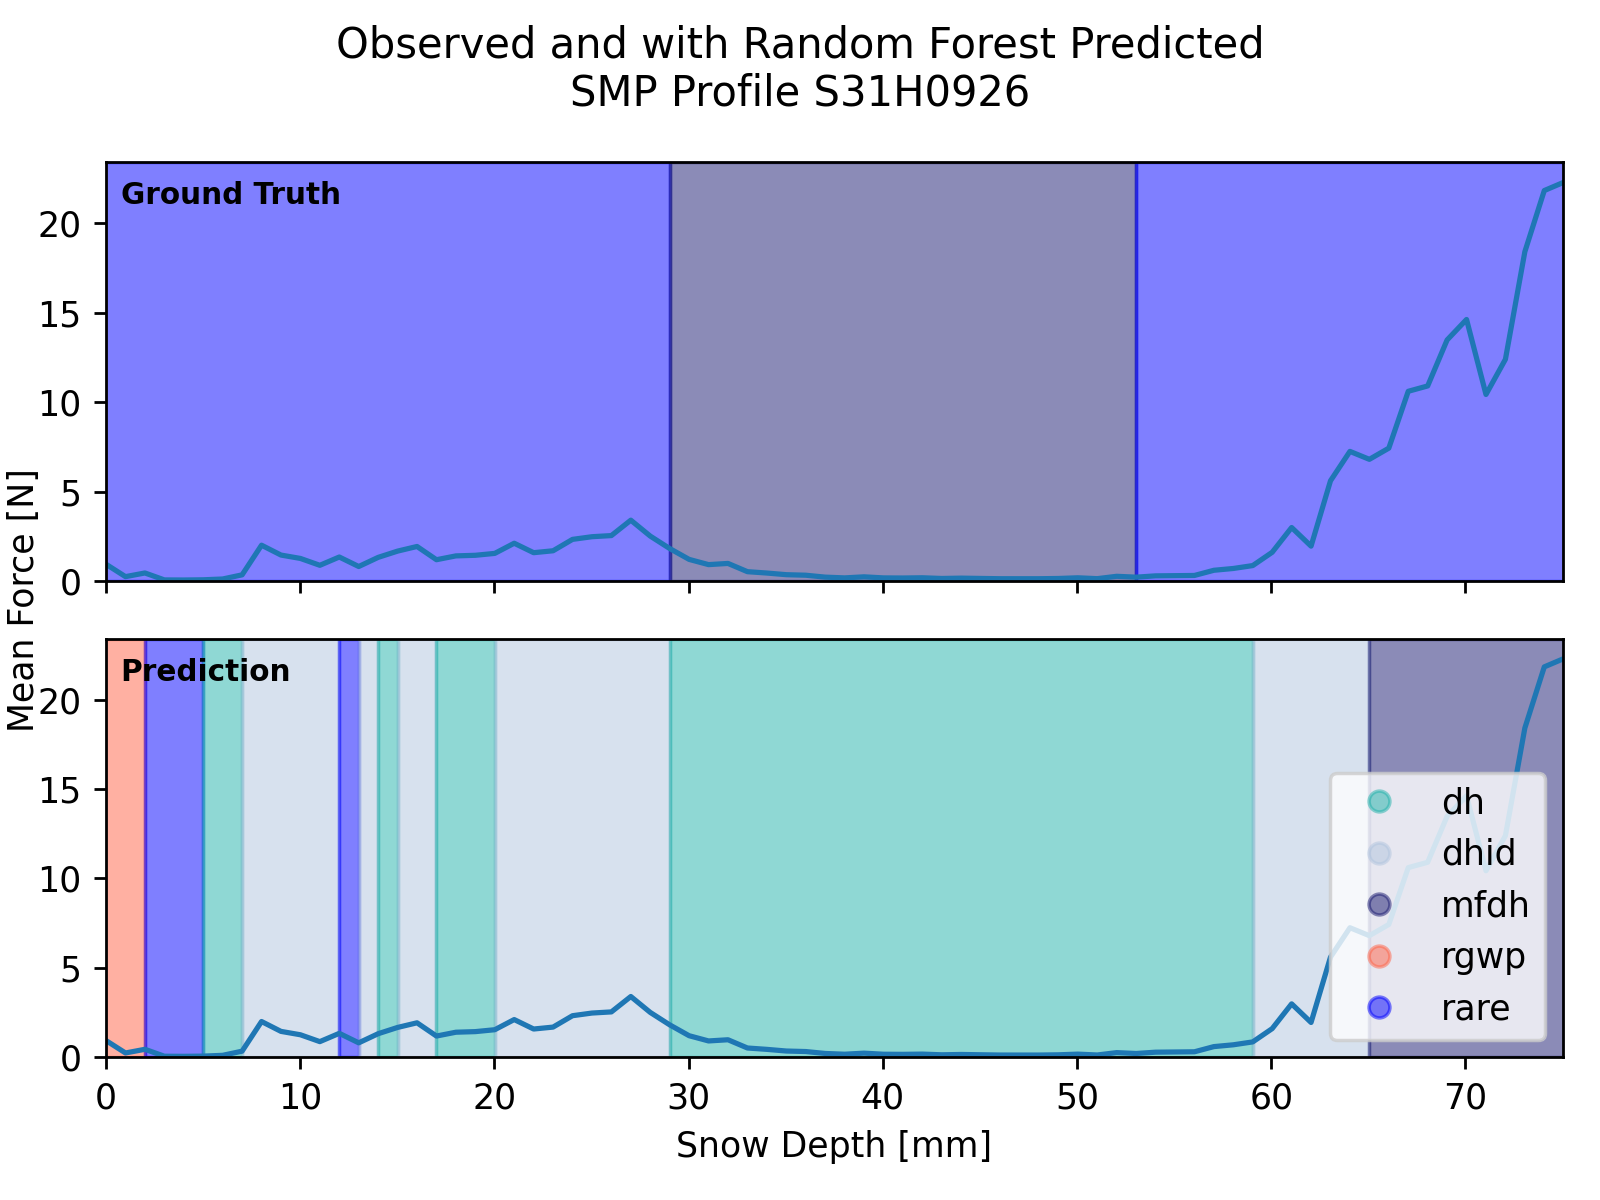 Observed and with Random Forest Predicted
SMP Profile S31H0926
Ground Truth
20
15
10
5
0
Mean Force [N]
Prediction
20
15
10
5
0
dh
dhid
mfdh
rgwp
rare
0 10 20 30 40 50 60 70
Snow Depth [mm]